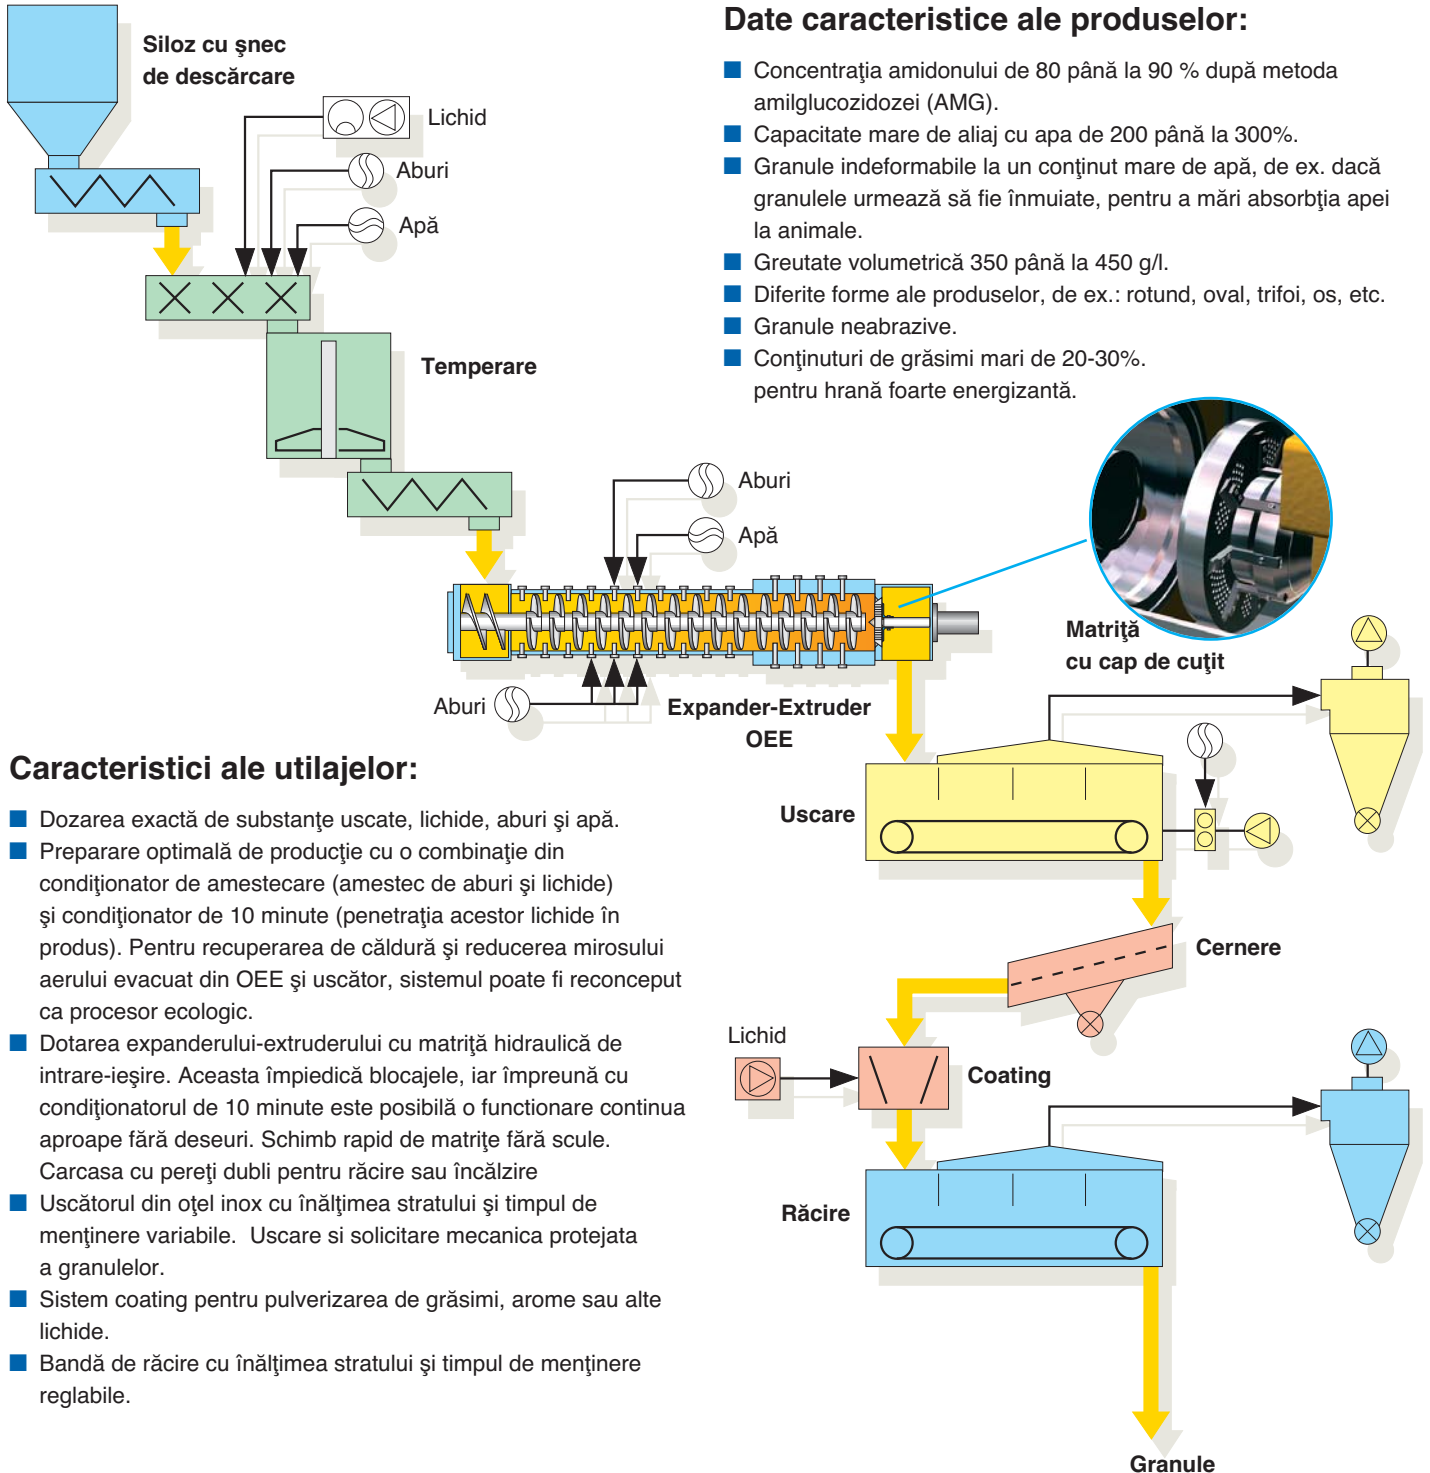 Siloz cu şnec
de descărcare
Lichid
Aburi
Apă
Temperare
Date caracteristice ale produselor:
Concentraţia amidonului de 80 până la 90 % după metoda
amilglucozidozei (AMG).
Capacitate mare de aliaj cu apa de 200 până la 300%.
Granule indeformabile la un conţinut mare de apă, de ex. dacă
granulele urmează să fie înmuiate, pentru a mări absorbţia apei
la animale.
Greutate volumetrică 350 până la 450 g/l.
Diferite forme ale produselor, de ex.: rotund, oval, trifoi, os, etc.
Granule neabrazive.
Conţinuturi de grăsimi mari de 20-30%.
pentru hrană foarte energizantă.
Aburi
Apă
Matriţă
cu cap de cuţit
Aburi
Expander-Extruder
OEE
Caracteristici ale utilajelor:
Dozarea exactă de substanţe uscate, lichide, aburi şi apă.
Preparare optimală de producţie cu o combinaţie din
condiţionator de amestecare (amestec de aburi şi lichide)
şi condiţionator de 10 minute (penetraţia acestor lichide în
produs). Pentru recuperarea de căldură şi reducerea mirosului
aerului evacuat din OEE şi uscător, sistemul poate fi reconceput
ca procesor ecologic.
Dotarea expanderului-extruderului cu matriţă hidraulică de
intrare-ieşire. Aceasta împiedică blocajele, iar împreună cu
condiţionatorul de 10 minute este posibilă o functionare continua
aproape fără deseuri. Schimb rapid de matriţe fără scule.
Carcasa cu pereţi dubli pentru răcire sau încălzire
Uscătorul din oţel inox cu înălţimea stratului şi timpul de
menţinere variabile.  Uscare si solicitare mecanica protejata
a granulelor.
Sistem coating pentru pulverizarea de grăsimi, arome sau alte
lichide.
Bandă de răcire cu înălţimea stratului şi timpul de menţinere
reglabile.
Uscare
Cernere
Lichid
Coating
Răcire
Granule